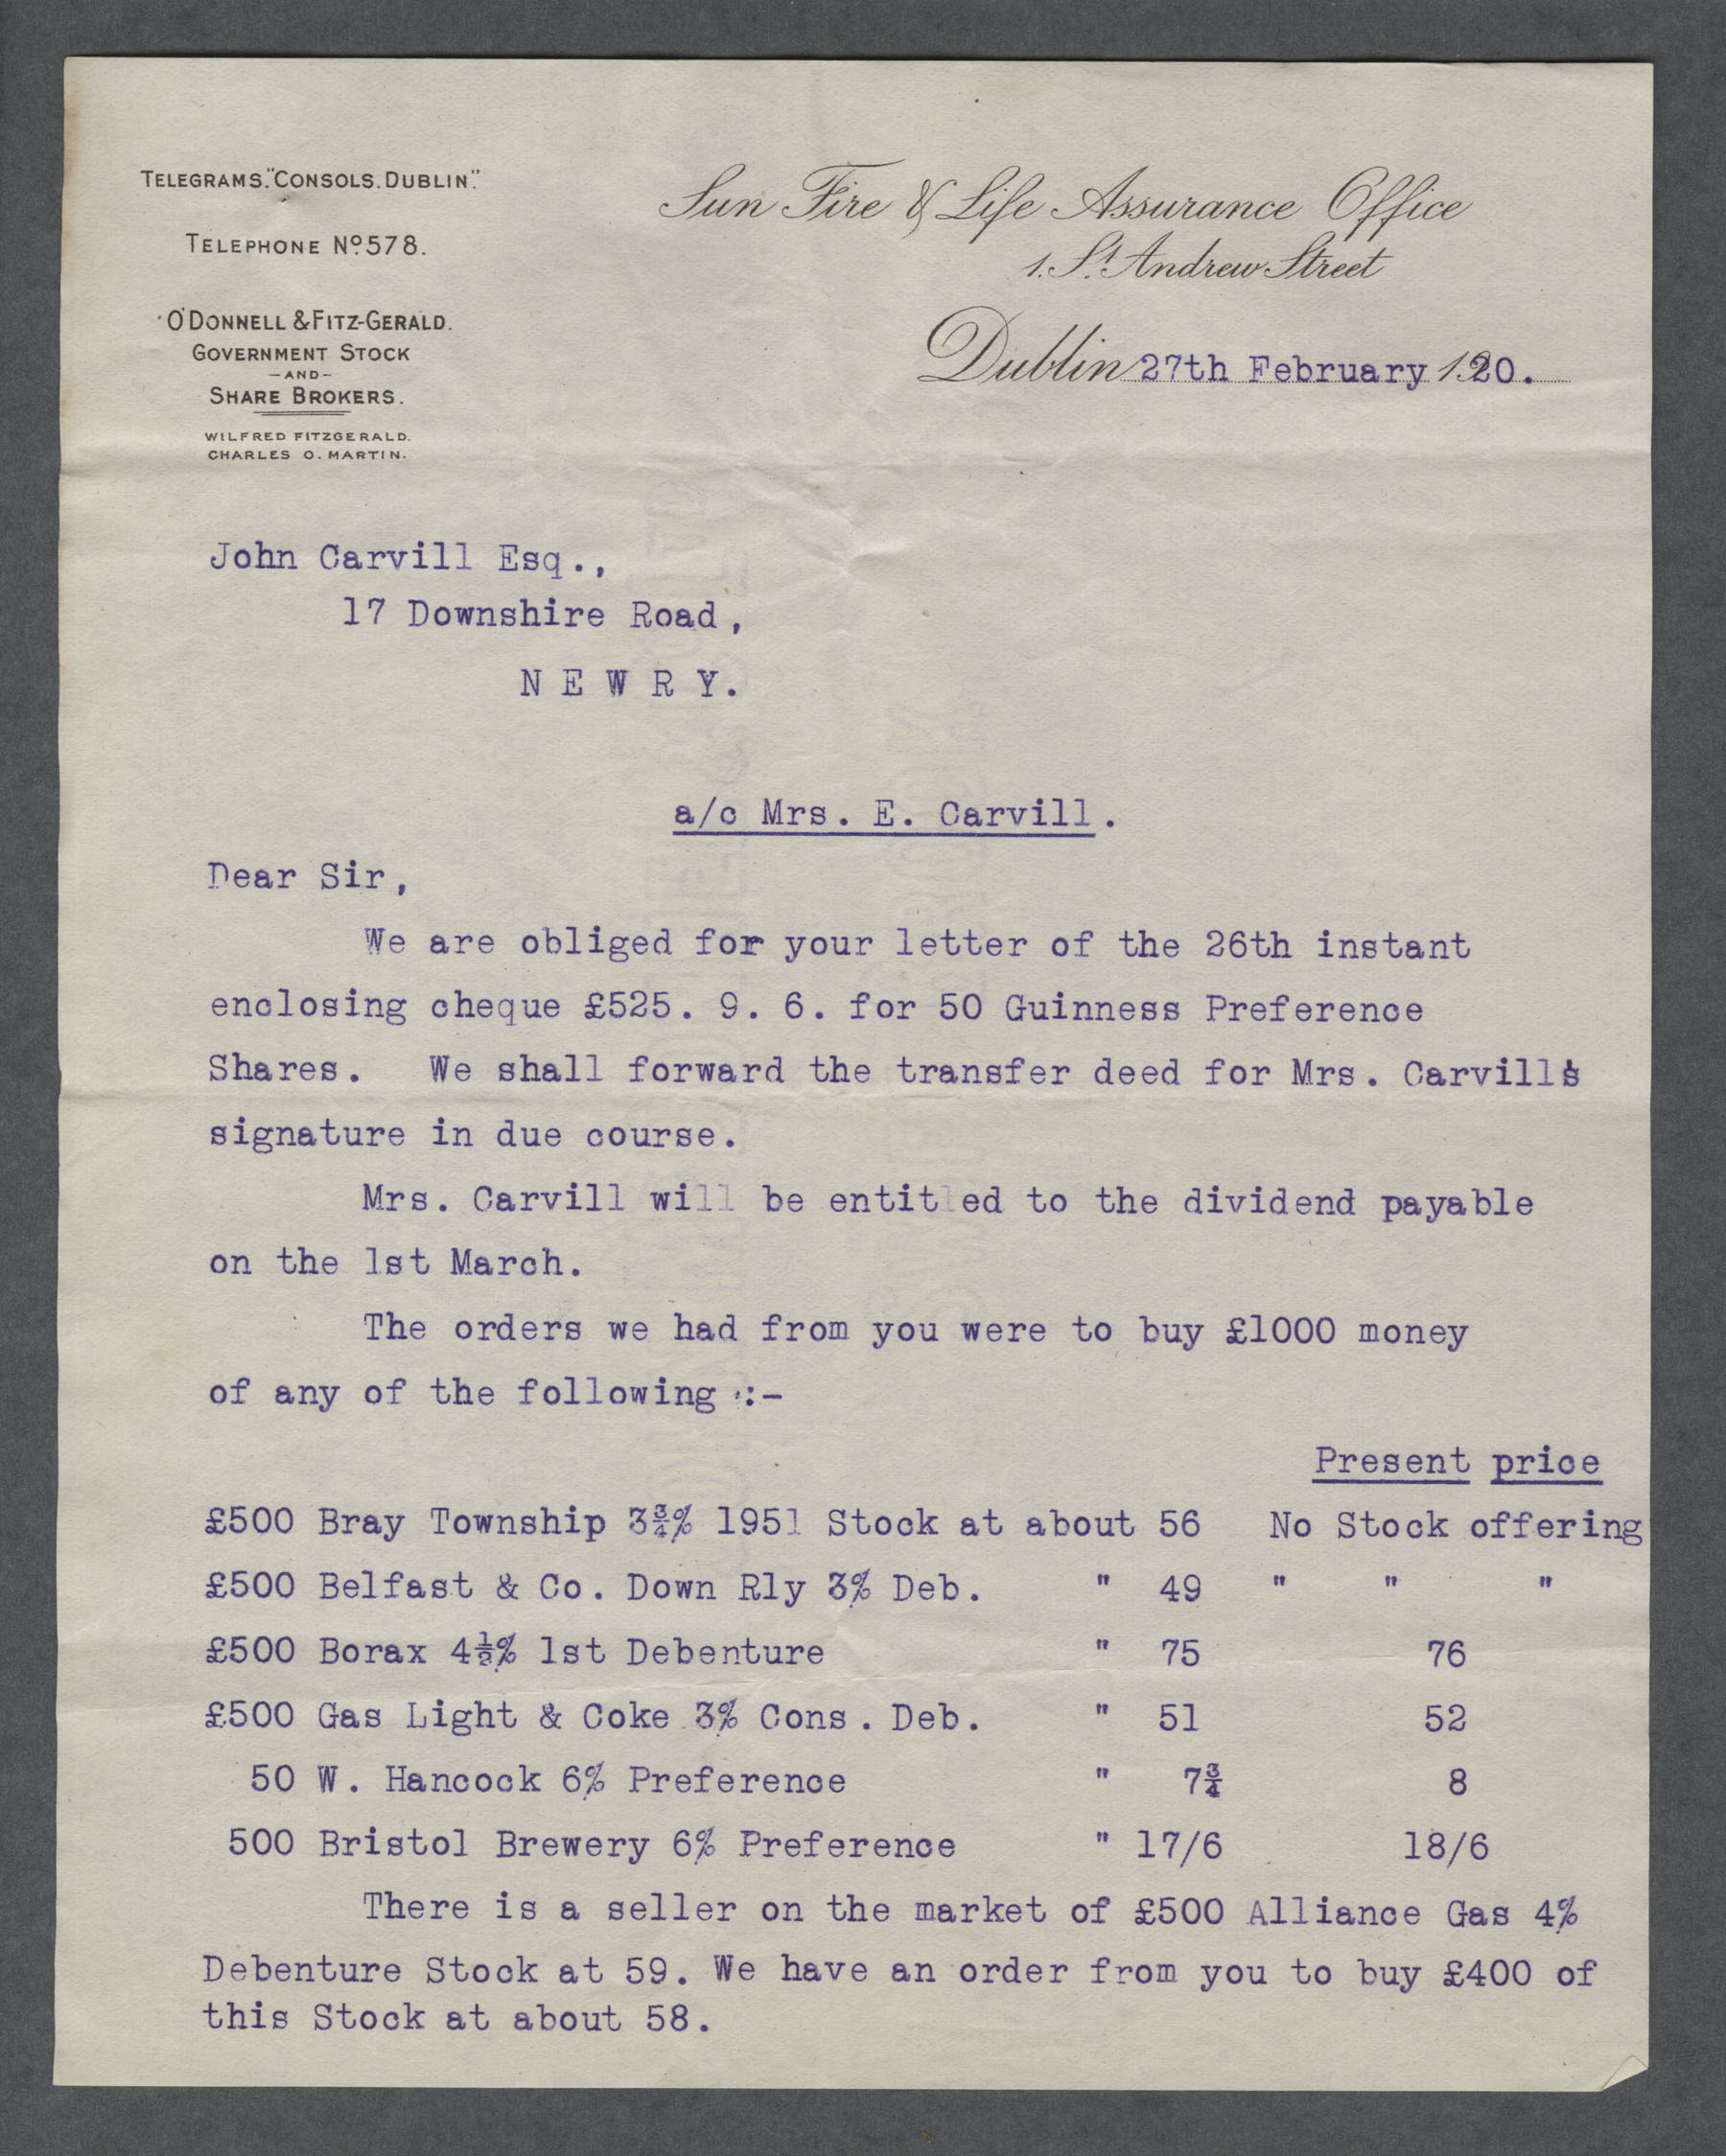 TELEGRAMS. "CONSOLS. DUBLIN".
TELEPHONE Nº 578.
O'DONNELL & FITZ-GERALD.
GOVERNMENT STOCK
- AND -
SHARE BROKERS.
WILFRED FITZGERALD.
CHARLES O. MARTIN.
Sun Fire & Life Assurance Office
1. St. Andrew Street
Dublin 27th February 1920.
John Carvill Esq.,
17 Downshire Road,
N E W R Y.
a/c Mrs. E. Carvill.
Dear Sir,
We are obliged for your letter of the 26th instant
enclosing cheque £525. 9. 6. for 50 Guinness Preference
Shares. We shall forward the transfer deed for Mrs. Carvill's
signature in due course.
Mrs. Carvill will be entitled to the dividend payable
on the 1st March.
The orders we had from you were to buy £1000 money
of any of the following :-
Present price
£500 Bray Township 3¾% 1951 Stock at about 56 No Stock offering
£500 Belfast & Co. Down Rly 3% Deb. " 49 " " "
£500 Borax 4½% 1st Debenture " 75 76
£500 Gas Light & Coke 3% Cons. Deb. " 51 52
50 W. Hancock 6% Preference " 7¾ 8
500 Bristol Brewery 6% Preference " 17/6 18/6
There is a seller on the market of £500 Alliance Gas 4%
Debenture Stock at 59. We have an order from you to buy £400 of
this Stock at about 58.